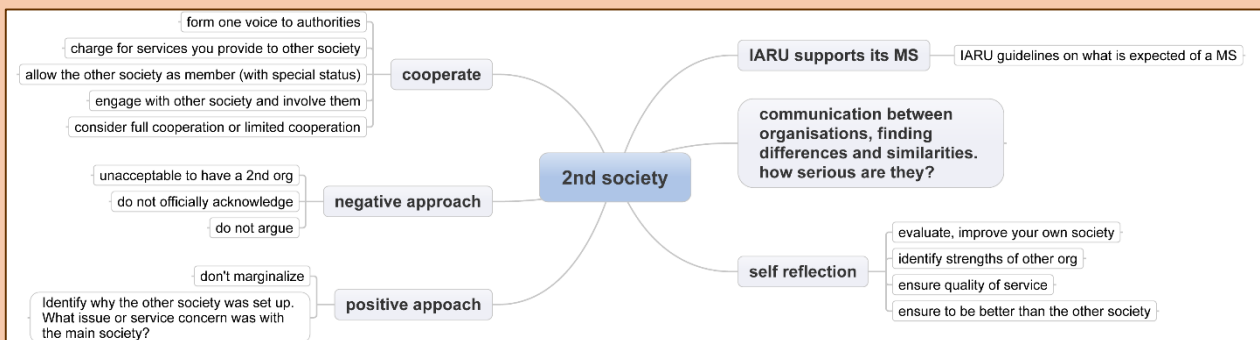 2nd society
cooperate
form one voice to authorities
charge for services you provide to other society
allow the other society as member (with special status)
engage with other society and involve them
consider full cooperation or limited cooperation
negative approach
unacceptable to have a 2nd org
do not officially acknowledge
do not argue
positive appoach
don't marginalize
Identify why the other society was set up.
What issue or service concern was with
the main society?
IARU supports its MS
IARU guidelines on what is expected of a MS
communication between
organisations, finding
differences and similarities.
how serious are they?
self reflection
evaluate, improve your own society
identify strengths of other org
ensure quality of service
ensure to be better than the other society